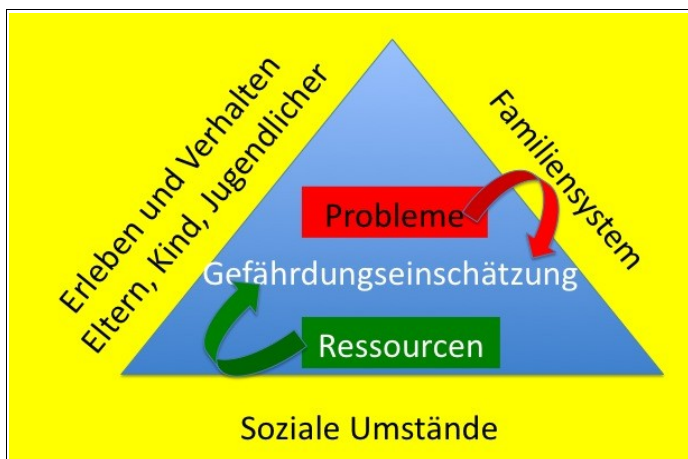 Erleben und Verhalten
Eltern, Kind, Jugendlicher
Familiensystem
Probleme
Gefährdungseinschätzung
Ressourcen
Soziale Umstände